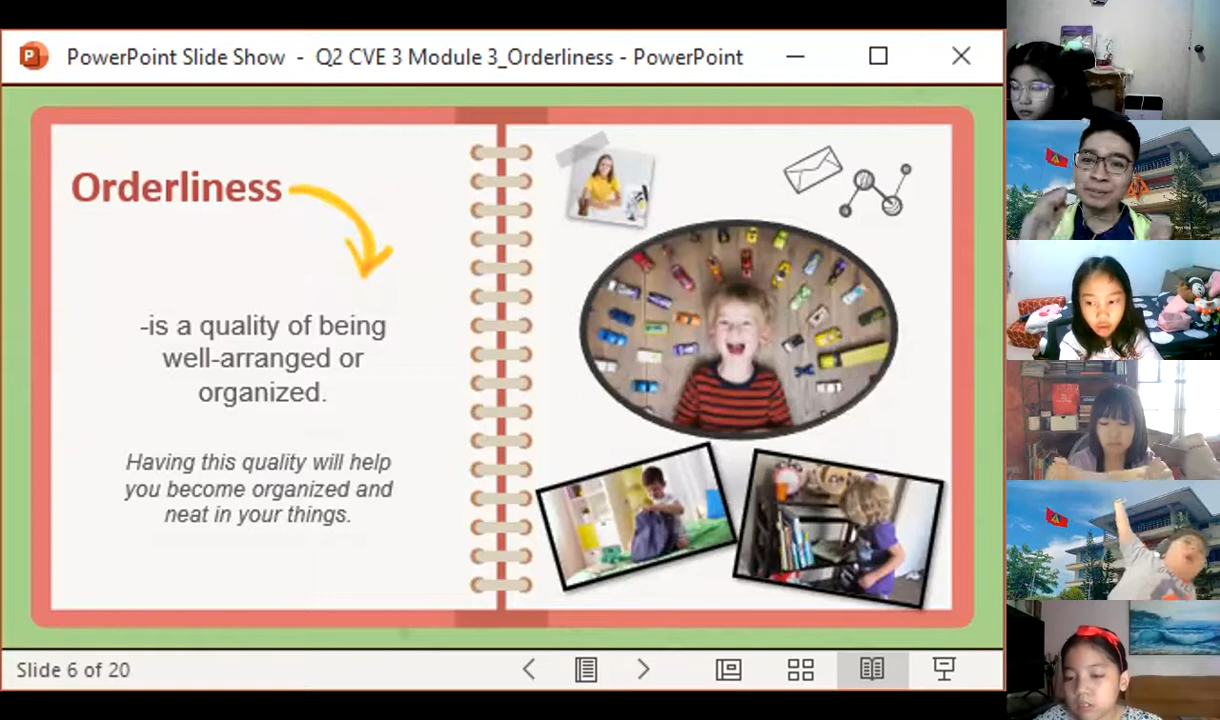 PowerPoint Slide Show - Q2 CVE 3 Module 3_Orderliness - PowerPoint
Orderliness
-is a quality of being
well-arranged or
organized.
Having this quality will help
you become organized and
neat in your things.
Slide 6 of 20